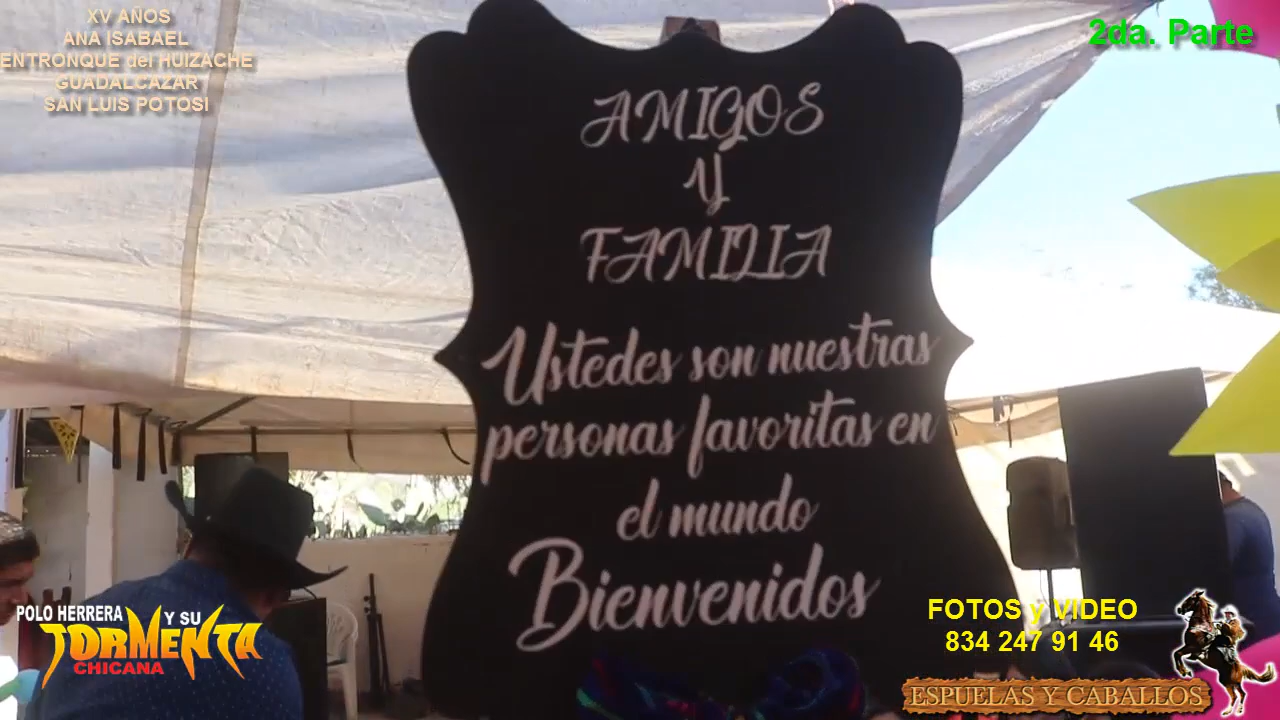 XV AÑOS
ANA ISABAEL
ENTRONQUE del HUIZACHE
GUADALCAZAR
SAN LUIS POTOSI
2da. Parte
AMIGOS
Y
FAMILIA
Ustedes son nuestras
personas favoritas en
el mundo
Bienvenidos
POLO HERRERA Y SU
TORMENTA
CHICANA
FOTOS y VIDEO
834 247 91 46
ESPUELAS Y CABALLOS